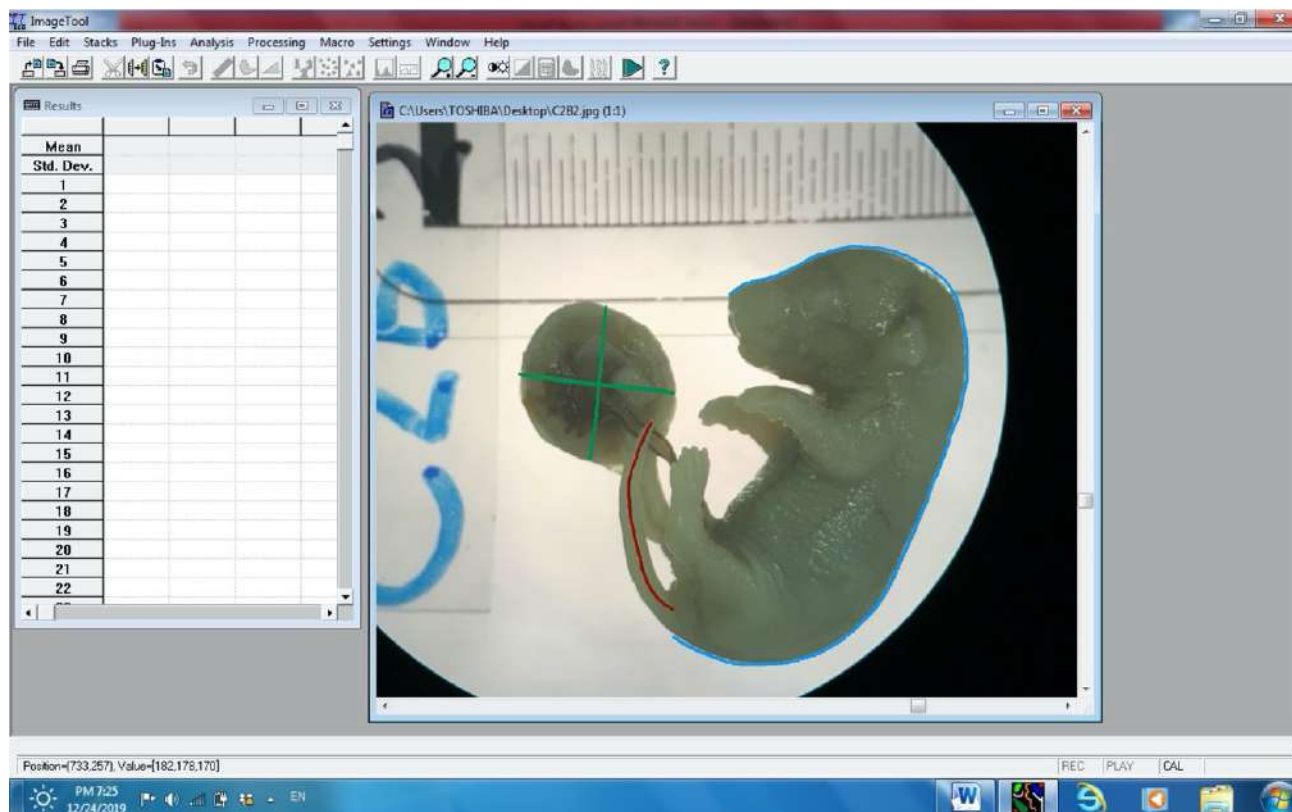 ImageTool
File Edit Stacks Plug-Ins Analysis Processing Macro Settings Window Help
Results
Mean
Std. Dev.
1
2
3
4
5
6
7
8
9
10
11
12
13
14
15
16
17
18
19
20
21
22
C:\Users\TOSHIBA\Desktop\C2B2.jpg (1:1)
Position=(733,257), Value=[182,178,170]
REC PLAY CAL
PM 7:25
12/24/2019
EN